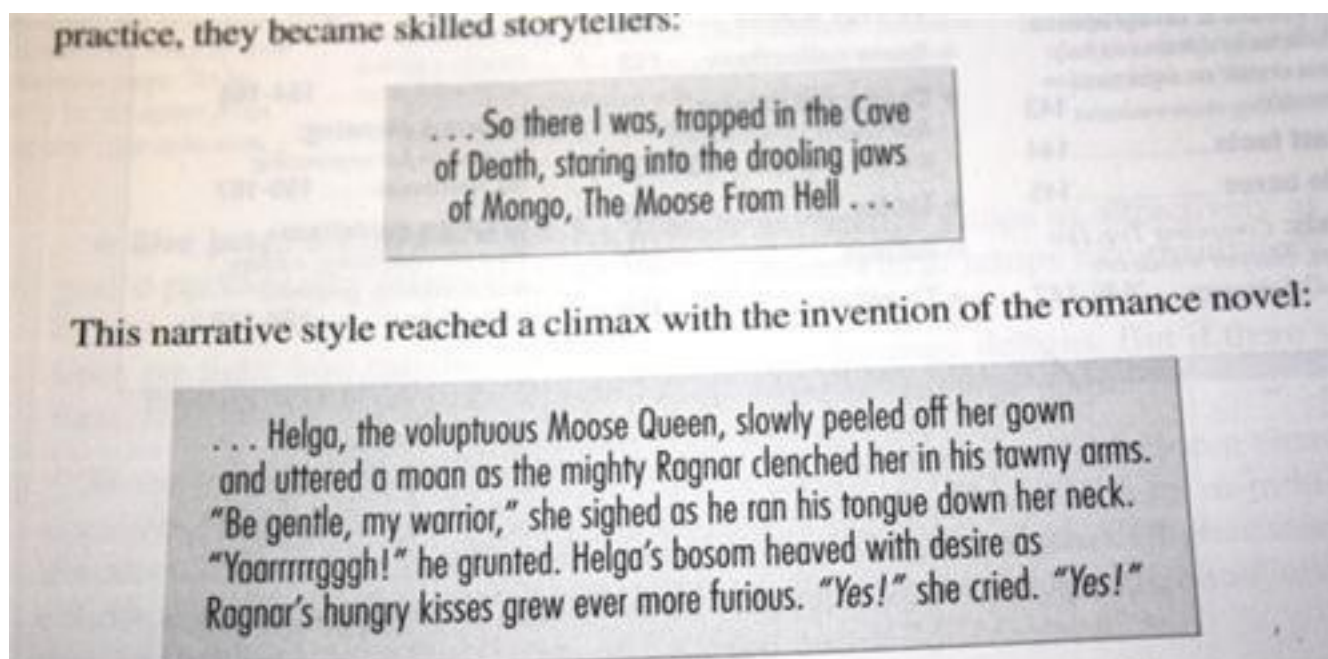 practice, they became skilled storytellers:
. . . So there I was, trapped in the Cave
of Death, staring into the drooling jaws
of Mongo, The Moose From Hell . . .
This narrative style reached a climax with the invention of the romance novel:
. . . Helga, the voluptuous Moose Queen, slowly peeled off her gown
and uttered a moan as the mighty Ragnar clenched her in his tawny arms.
“Be gentle, my warrior,” she sighed as he ran his tongue down her neck.
“Yaarrrrrgggh!” he grunted. Helga’s bosom heaved with desire as
Ragnar’s hungry kisses grew ever more furious. “Yes!” she cried. “Yes!”